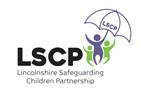 LSCP
LSCP
Lincolnshire Safeguarding
Children Partnership